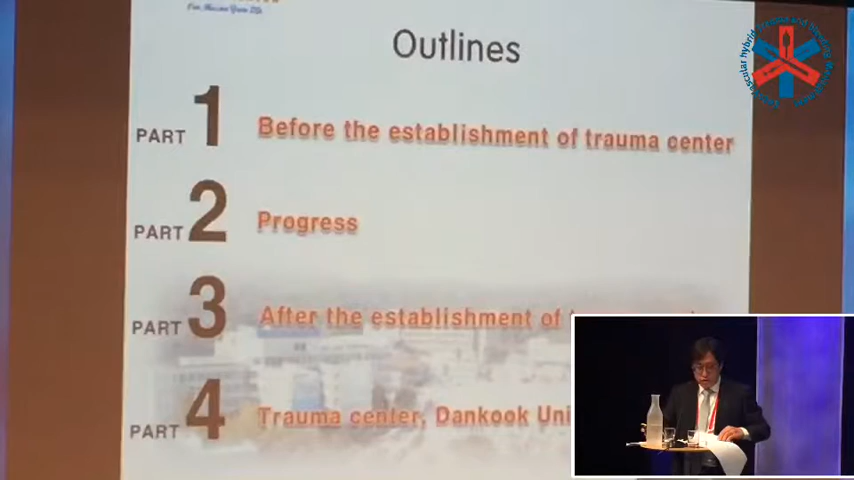 Outlines
PART 1 Before the establishment of trauma center
PART 2 Progress
PART 3 After the establishment of
PART 4 Trauma center, Dankook Uni